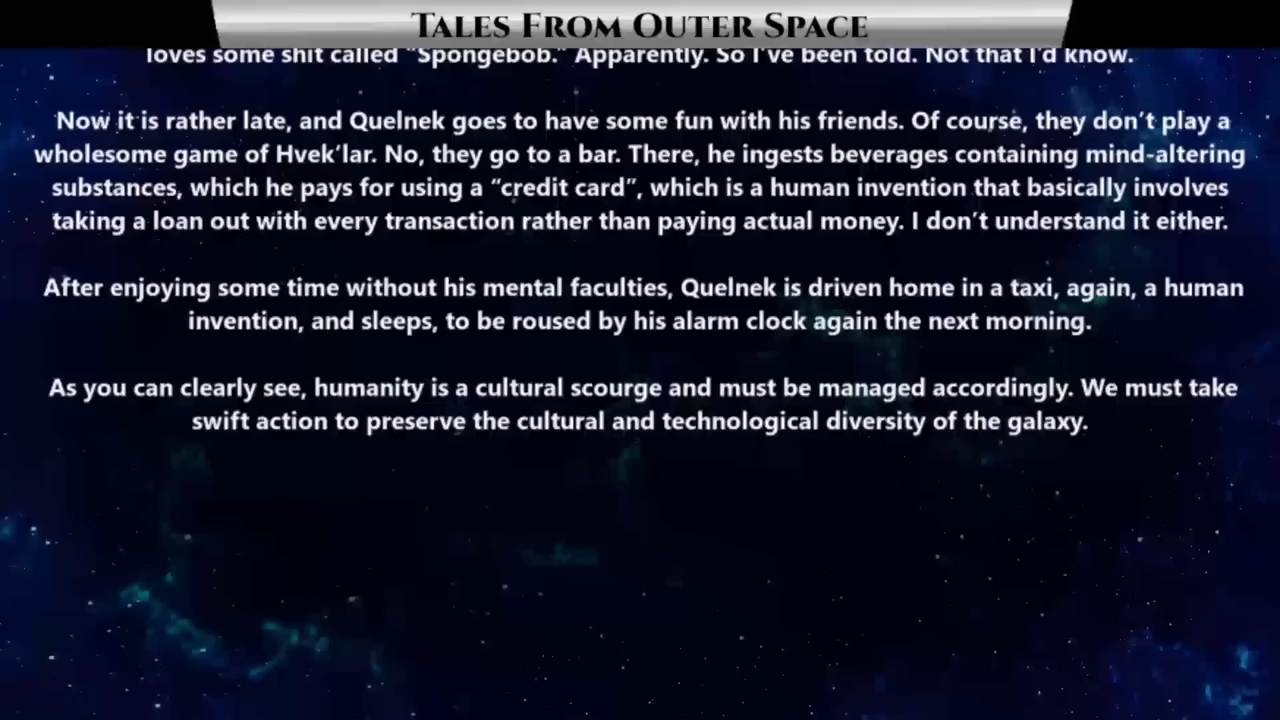 Tales From Outer Space
loves some shit called “Spongebob.” Apparently. So I’ve been told. Not that I’d know.
Now it is rather late, and Quelnek goes to have some fun with his friends. Of course, they don’t play a
wholesome game of Hvek’lar. No, they go to a bar. There, he ingests beverages containing mind-altering
substances, which he pays for using a “credit card”, which is a human invention that basically involves
taking a loan out with every transaction rather than paying actual money. I don’t understand it either.
After enjoying some time without his mental faculties, Quelnek is driven home in a taxi, again, a human
invention, and sleeps, to be roused by his alarm clock again the next morning.
As you can clearly see, humanity is a cultural scourge and must be managed accordingly. We must take
swift action to preserve the cultural and technological diversity of the galaxy.